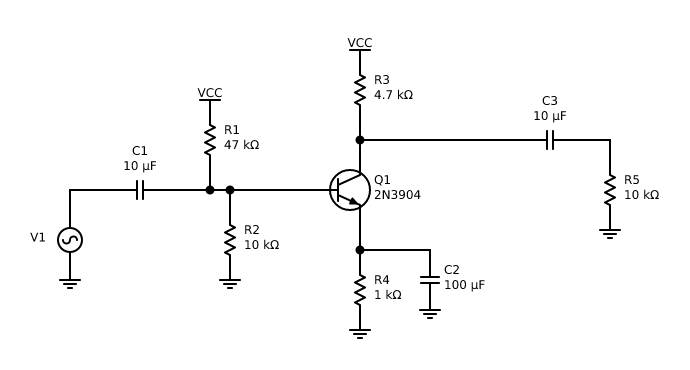 VCC
R3
4.7 kΩ
VCC
R1
47 kΩ
C1
10 µF
C3
10 µF
Q1
2N3904
R5
10 kΩ
V1
R2
10 kΩ
R4
1 kΩ
C2
100 µF